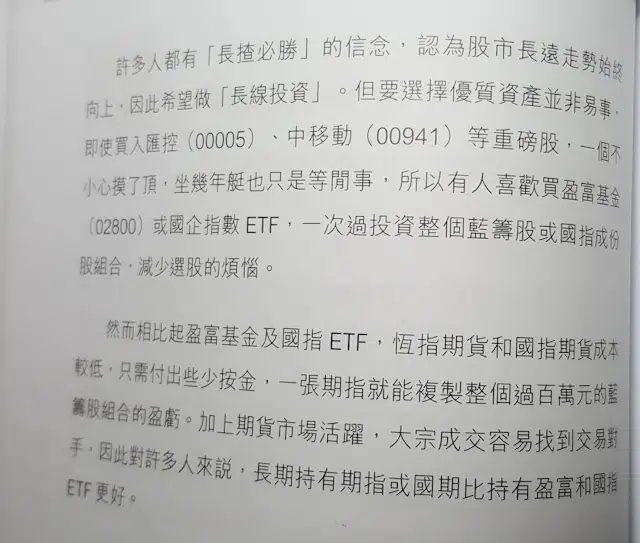 許多人都有「長揸必勝」的信念，認為股市長遠走勢始終
向上，因此希望做「長線投資」。但要選擇優質資產並非易事，
即使買入匯控（00005）、中移動（00941）等重磅股，一個不
小心摸了頂，坐幾年艇也只是等閒事，所以有人喜歡買盈富基金
（02800）或國企指數 ETF，一次過投資整個藍籌股或國指成份
股組合，減少選股的煩惱。
然而相比起盈富基金及國指 ETF，恆指期貨和國指期貨成本
較低，只需付出些少按金，一張期指就能複製整個過百萬元的藍
籌股組合的盈虧。加上期貨市場活躍，大宗成交容易找到交易對
手，因此對許多人來説，長期持有期指或國期比持有盈富和國指
ETF 更好。